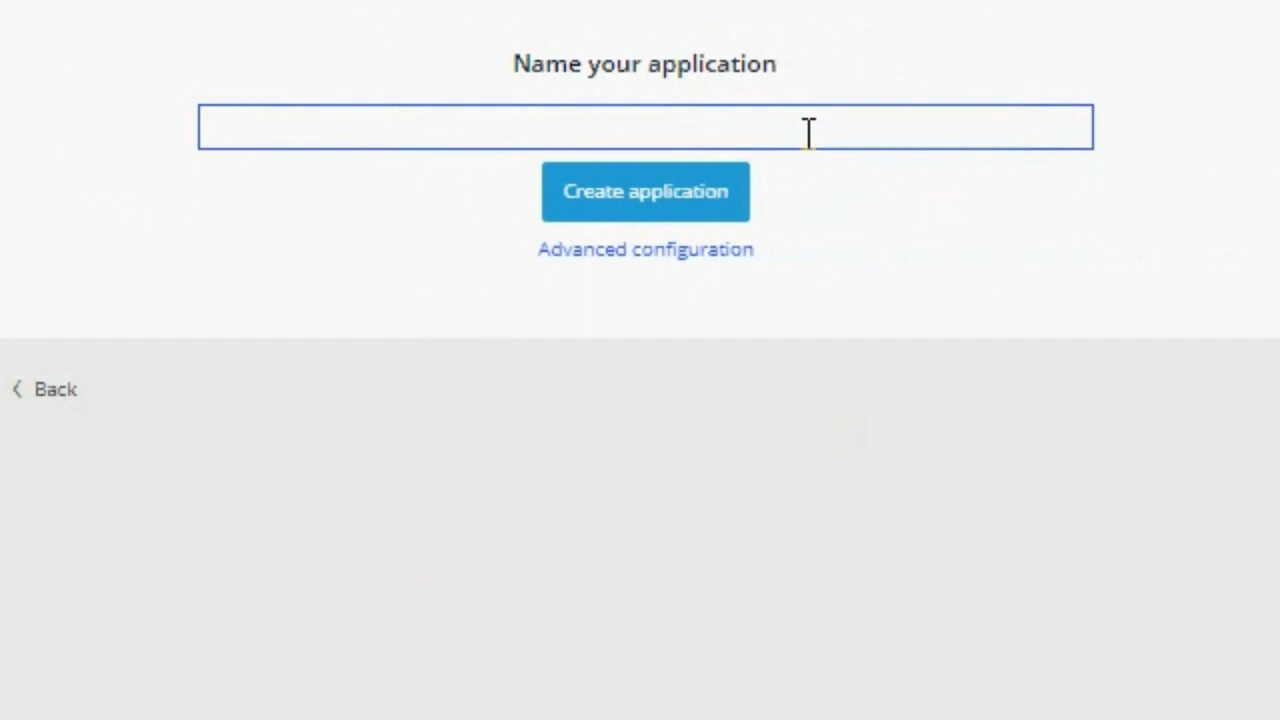 Name your application
Create application
Advanced configuration
Back